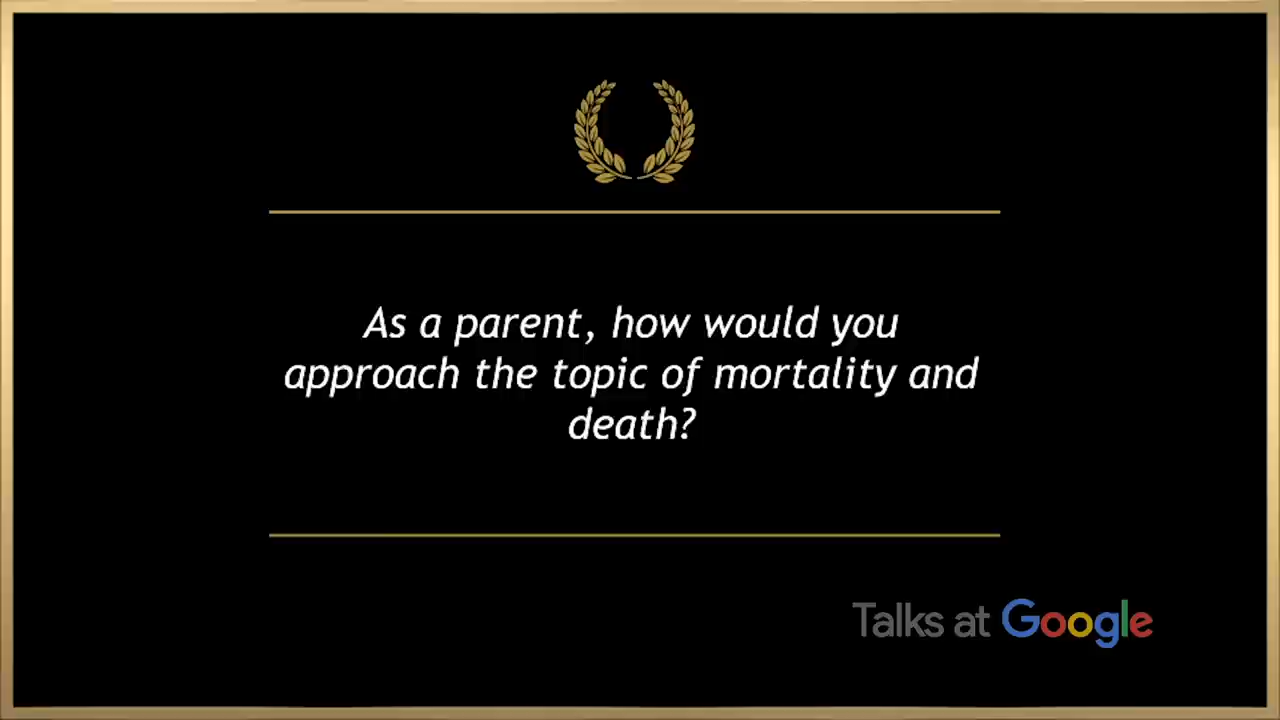 As a parent, how would you
approach the topic of mortality and
death?
Talks at Google